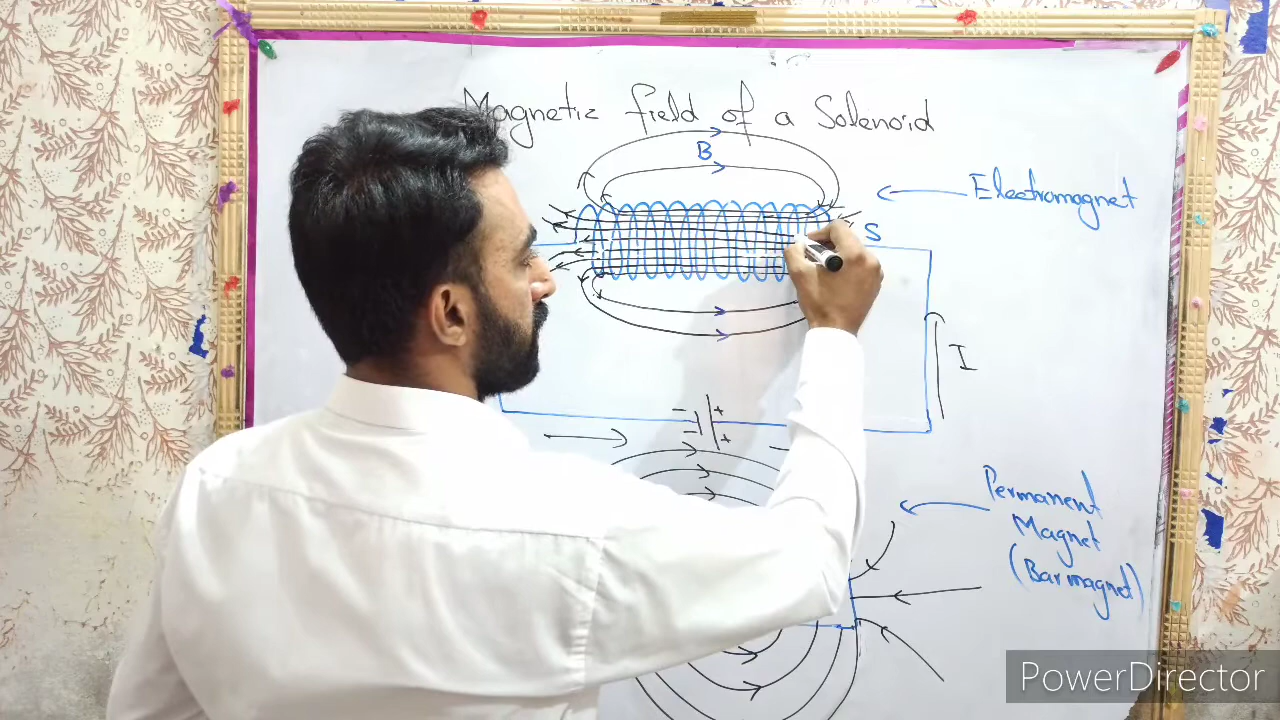 Magnetic field of a Solenoid
B
Electromagnet
S
I
- +
+
Permanent
Magnet
(Bar magnet)
PowerDirector